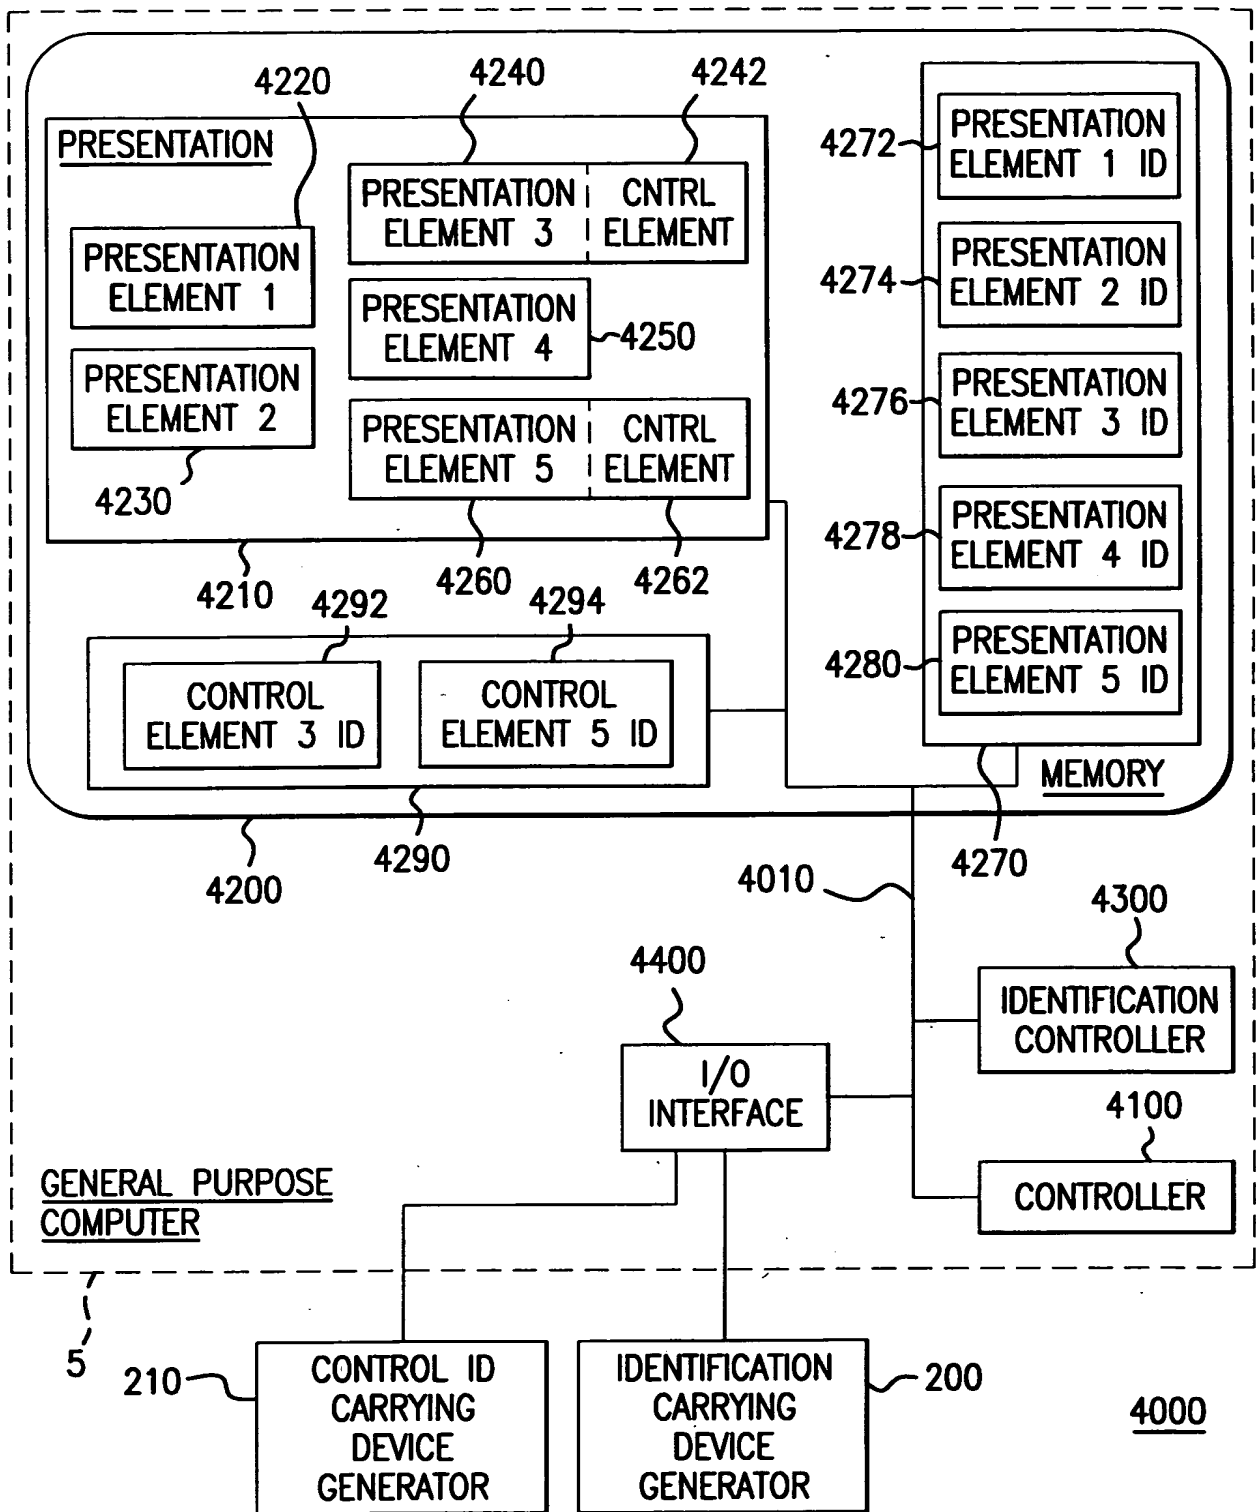 4220
4240
4242
PRESENTATION
PRESENTATION
ELEMENT 3
CNTRL
ELEMENT
PRESENTATION
ELEMENT 1
PRESENTATION
ELEMENT 4
4250
PRESENTATION
ELEMENT 2
PRESENTATION
ELEMENT 5
CNTRL
ELEMENT
4230
4210
4260
4262
4272
PRESENTATION
ELEMENT 1 ID
4274
PRESENTATION
ELEMENT 2 ID
4276
PRESENTATION
ELEMENT 3 ID
4278
PRESENTATION
ELEMENT 4 ID
4280
PRESENTATION
ELEMENT 5 ID
4292
4294
CONTROL
ELEMENT 3 ID
CONTROL
ELEMENT 5 ID
MEMORY
4200
4290
4270
4010
4300
4400
IDENTIFICATION
CONTROLLER
I/O
INTERFACE
4100
CONTROLLER
GENERAL PURPOSE
COMPUTER
5
210
CONTROL ID
CARRYING
DEVICE
GENERATOR
IDENTIFICATION
CARRYING
DEVICE
GENERATOR
200
4000